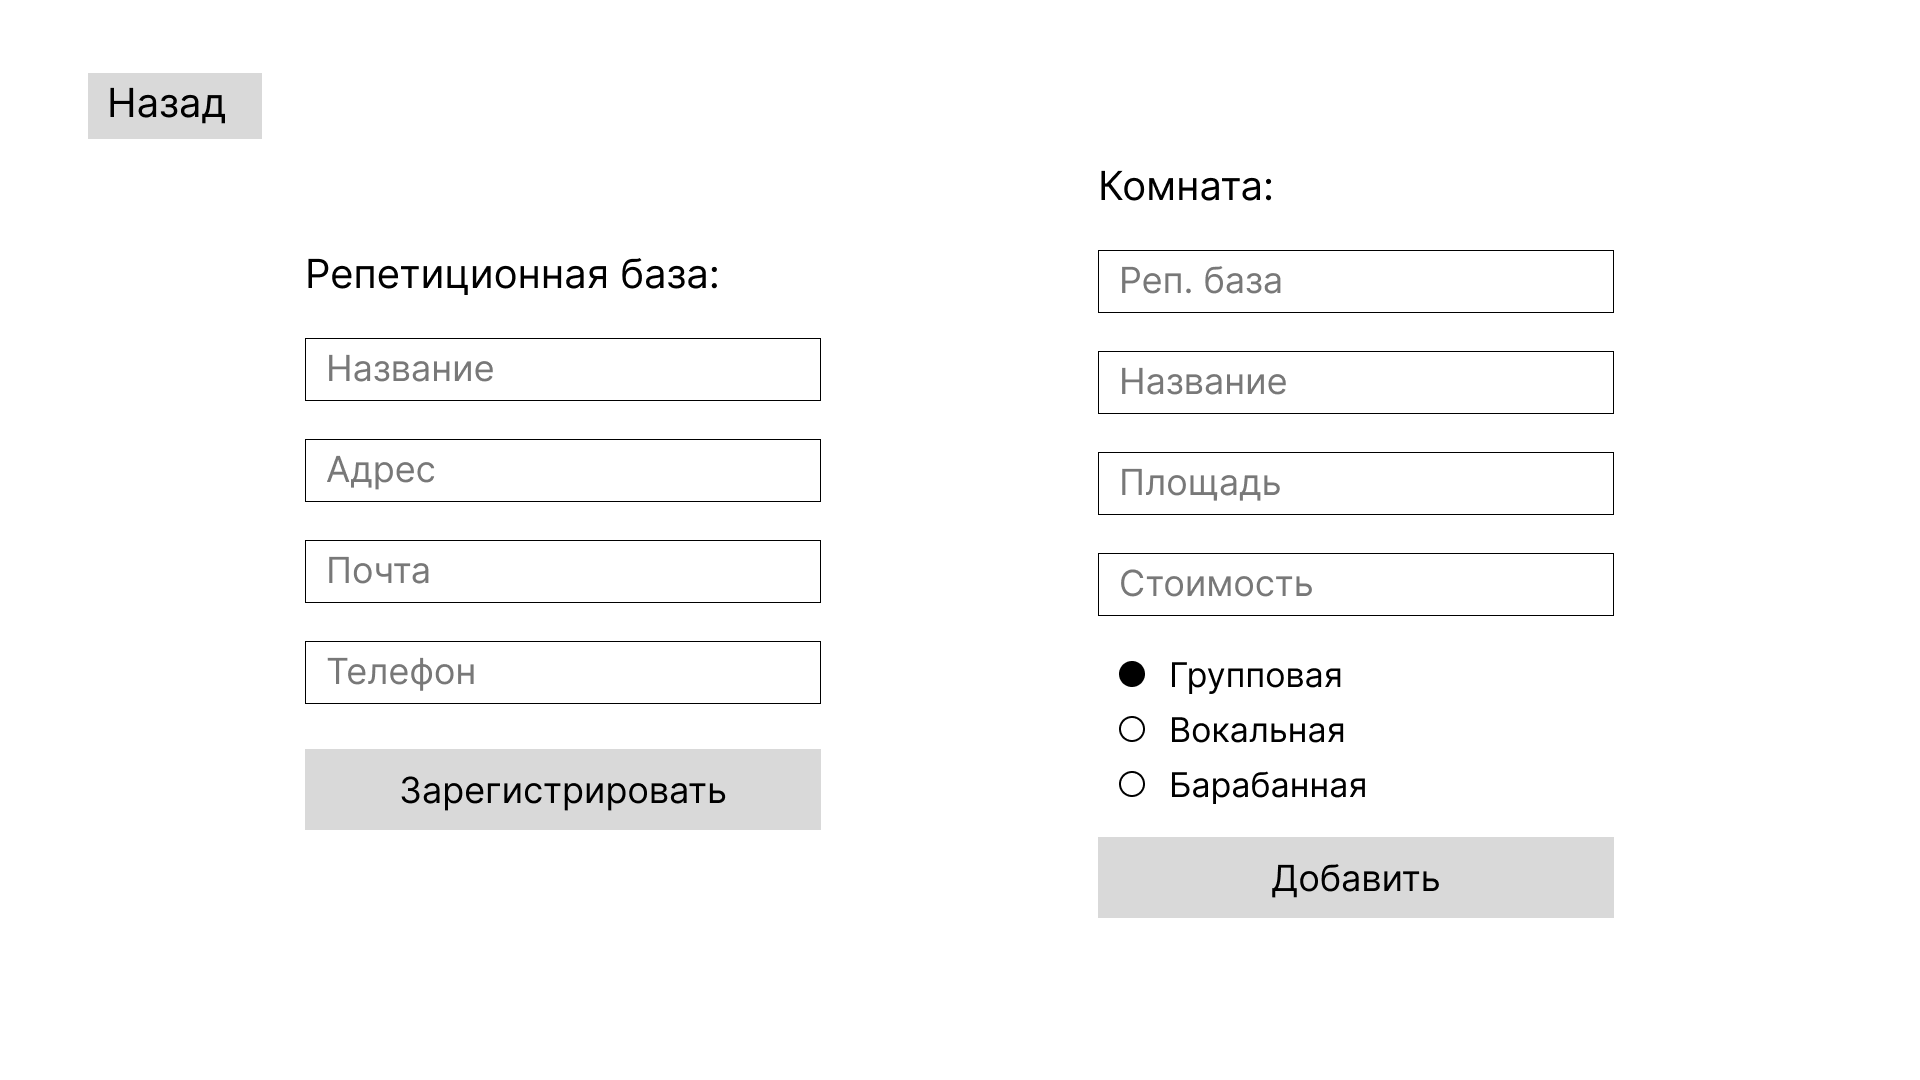 Назад
Репетиционная база:
Название
Адрес
Почта
Телефон
Зарегистрировать
Комната:
Реп. база
Название
Площадь
Стоимость
Групповая
Вокальная
Барабанная
Добавить